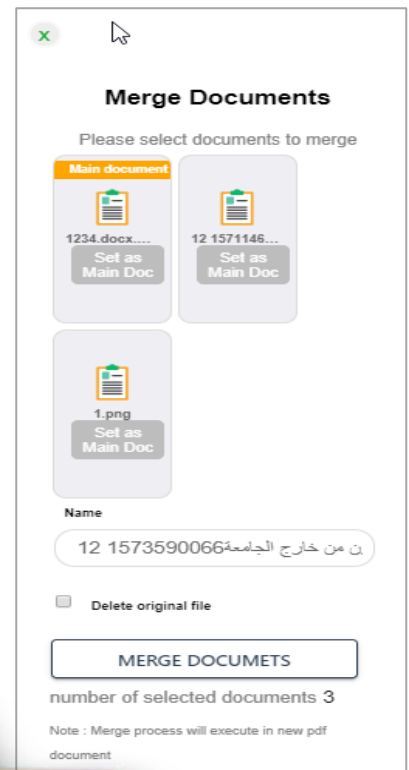 x
Merge Documents
Please select documents to merge
Main document
1234.docx....
Set as
Main Doc
12 1571146...
Set as
Main Doc
1.png
Set as
Main Doc
Name
ن من خارج الجامعة1573590066 12
Delete original file
MERGE DOCUMETS
number of selected documents 3
Note : Merge process will execute in new pdf
document